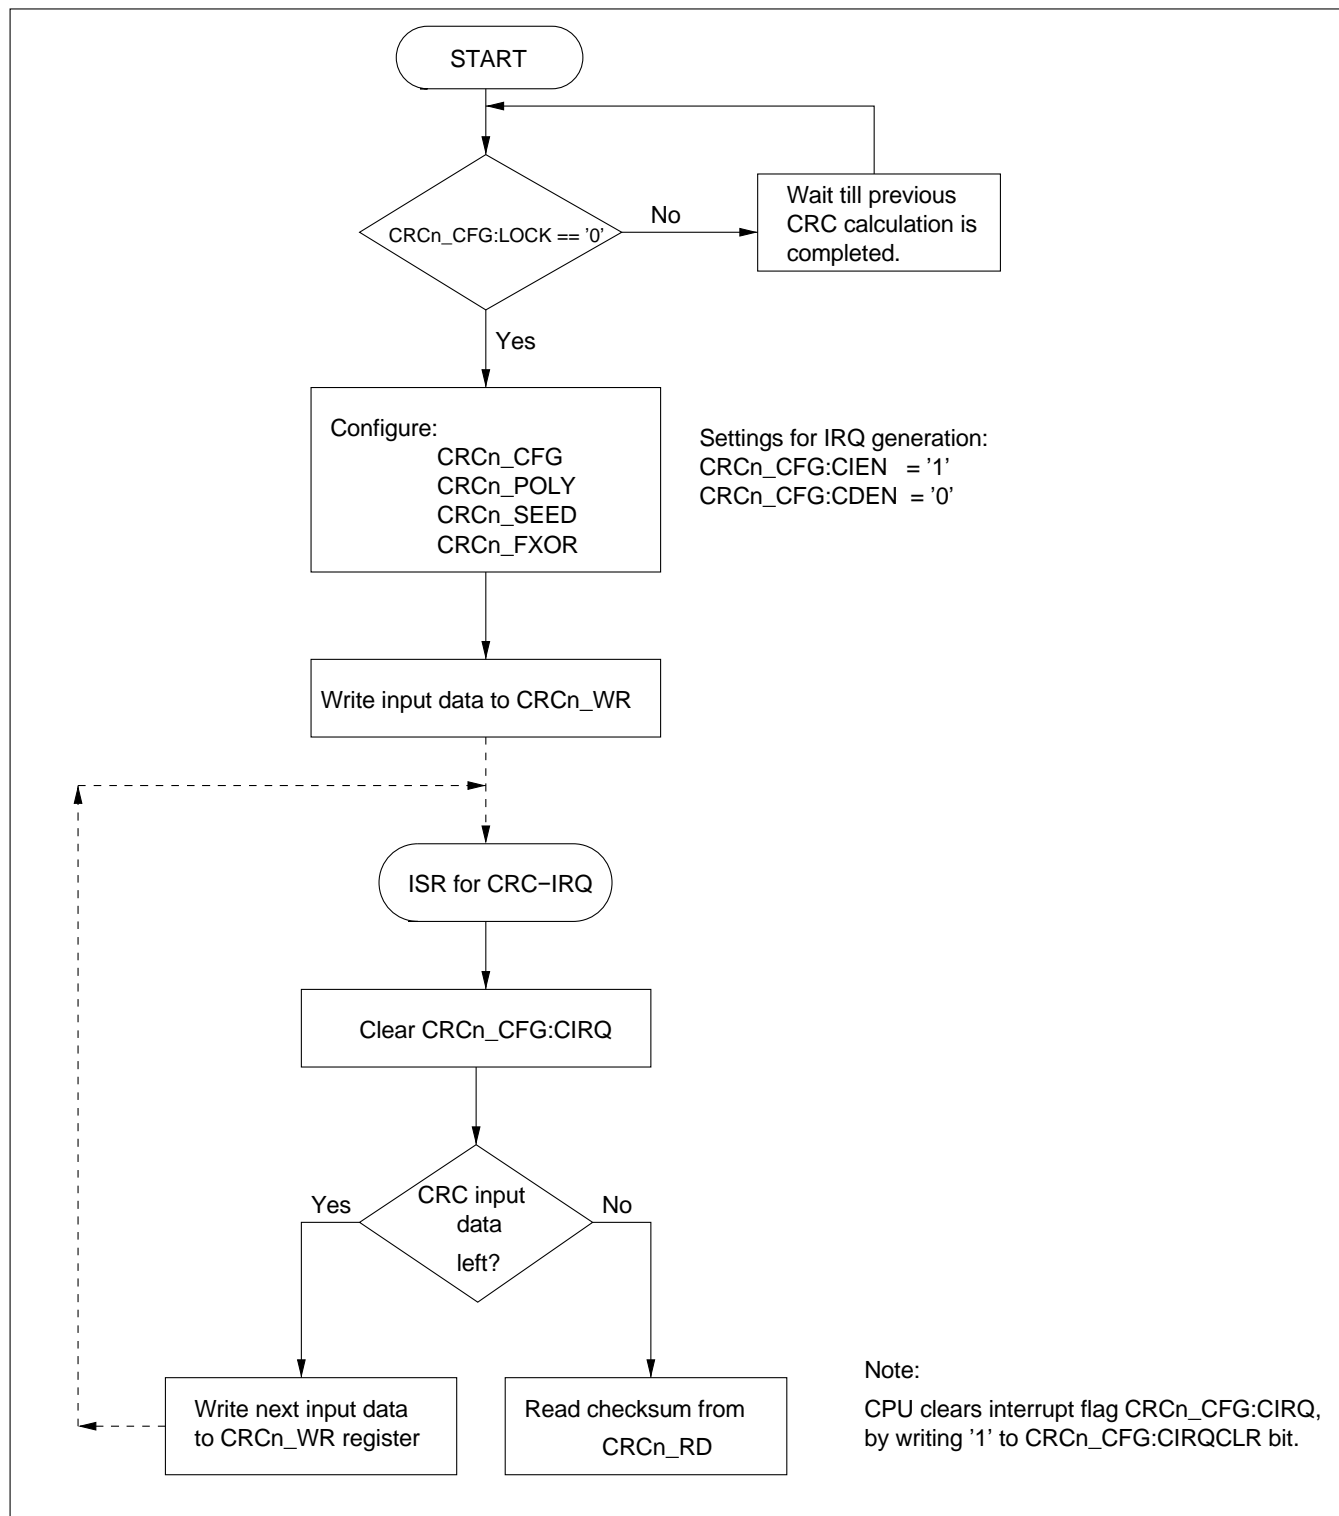 START
CRCn_CFG:LOCK == '0'
No
Wait till previous
CRC calculation is
completed.
Yes
Configure:
CRCn_CFG
CRCn_POLY
CRCn_SEED
CRCn_FXOR
Settings for IRQ generation:
CRCn_CFG:CIEN = '1'
CRCn_CFG:CDEN = '0'
Write input data to CRCn_WR
ISR for CRC−IRQ
Clear CRCn_CFG:CIRQ
CRC input
data
left?
Yes
No
Write next input data
to CRCn_WR register
Read checksum from
CRCn_RD
Note:
CPU clears interrupt flag CRCn_CFG:CIRQ,
by writing '1' to CRCn_CFG:CIRQCLR bit.